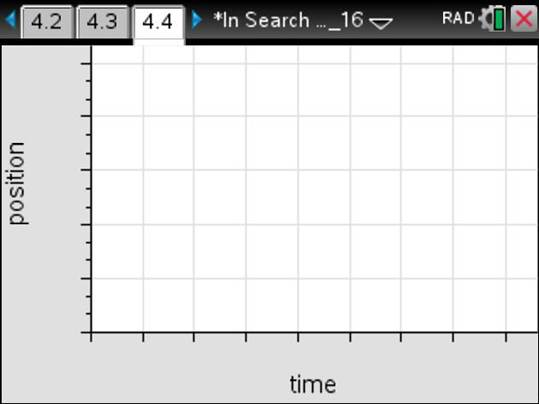 4.2 4.3 4.4 *In Search ..._16 RAD
position
time